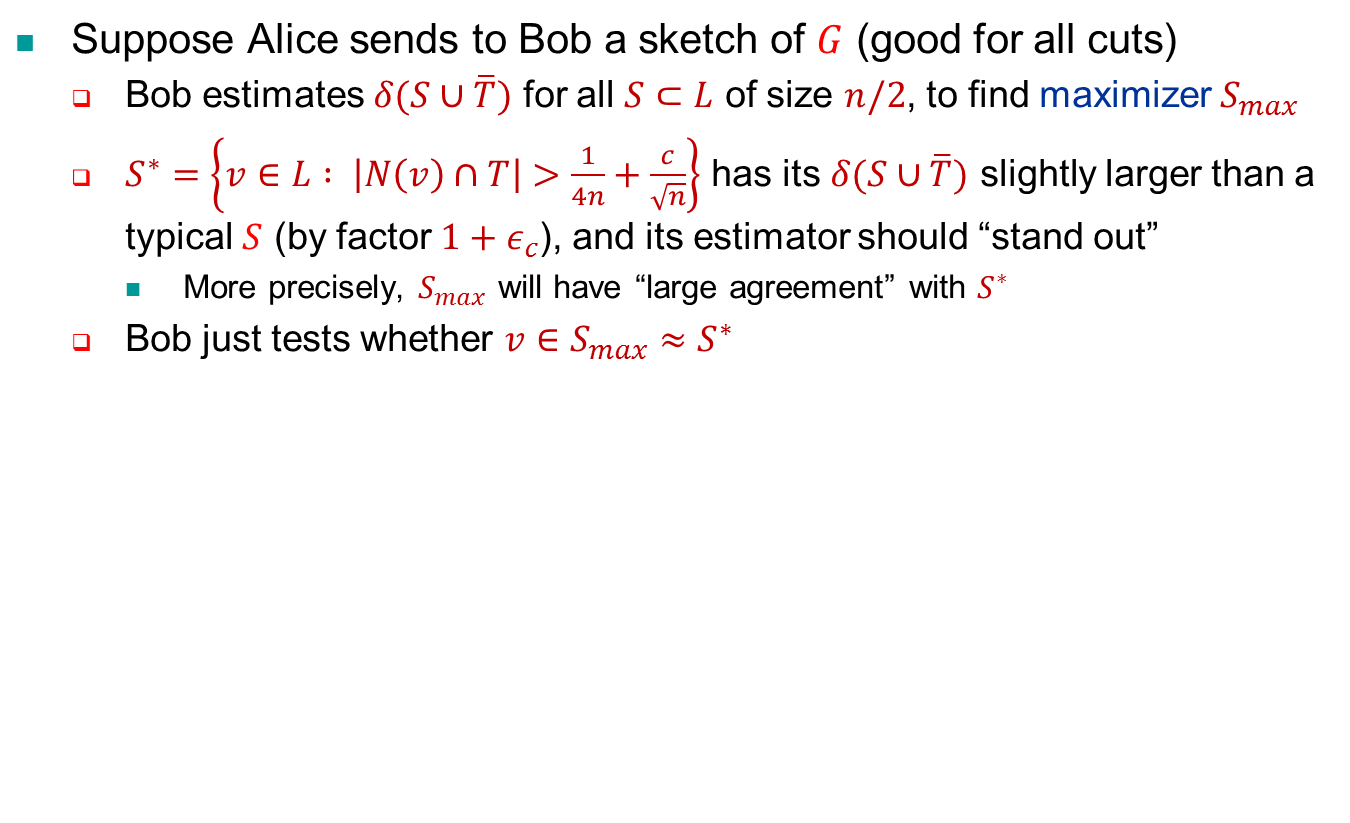 Suppose Alice sends to Bob a sketch of G (good for all cuts)
Bob estimates δ(S ∪ T̄) for all S ⊂ L of size n/2, to find maximizer S_max
S* = {v ∈ L : |N(v) ∩ T| > 1/4n + c/√n} has its δ(S ∪ T̄) slightly larger than a
typical S (by factor 1 + ϵ_c), and its estimator should “stand out”
More precisely, S_max will have “large agreement” with S*
Bob just tests whether v ∈ S_max ≈ S*